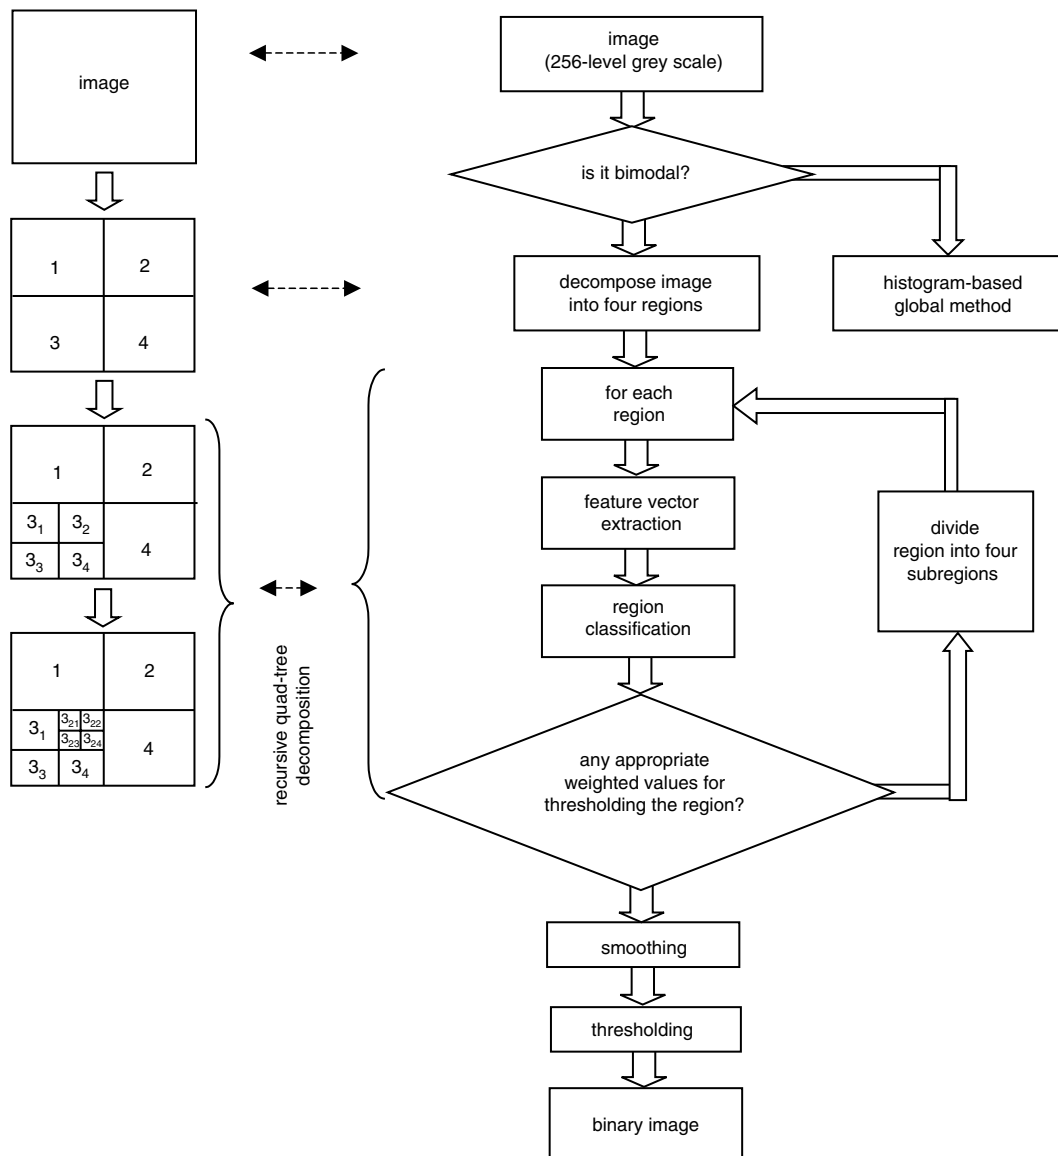 image
1
2
3
4
1
2
3₁
3₂
3₃
3₄
4
1
2
3₁
3₂₁
3₂₂
3₂₃
3₂₄
3₃
3₄
4
recursive quad-tree
decomposition
image
(256-level grey scale)
is it bimodal?
decompose image
into four regions
histogram-based
global method
for each
region
feature vector
extraction
divide
region into four
subregions
region
classification
any appropriate
weighted values for
thresholding the region?
smoothing
thresholding
binary image